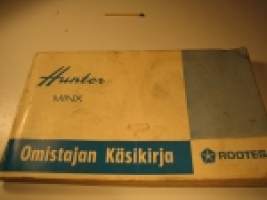 Hunter
MINX
Omistajan Käsikirja
ROOTES